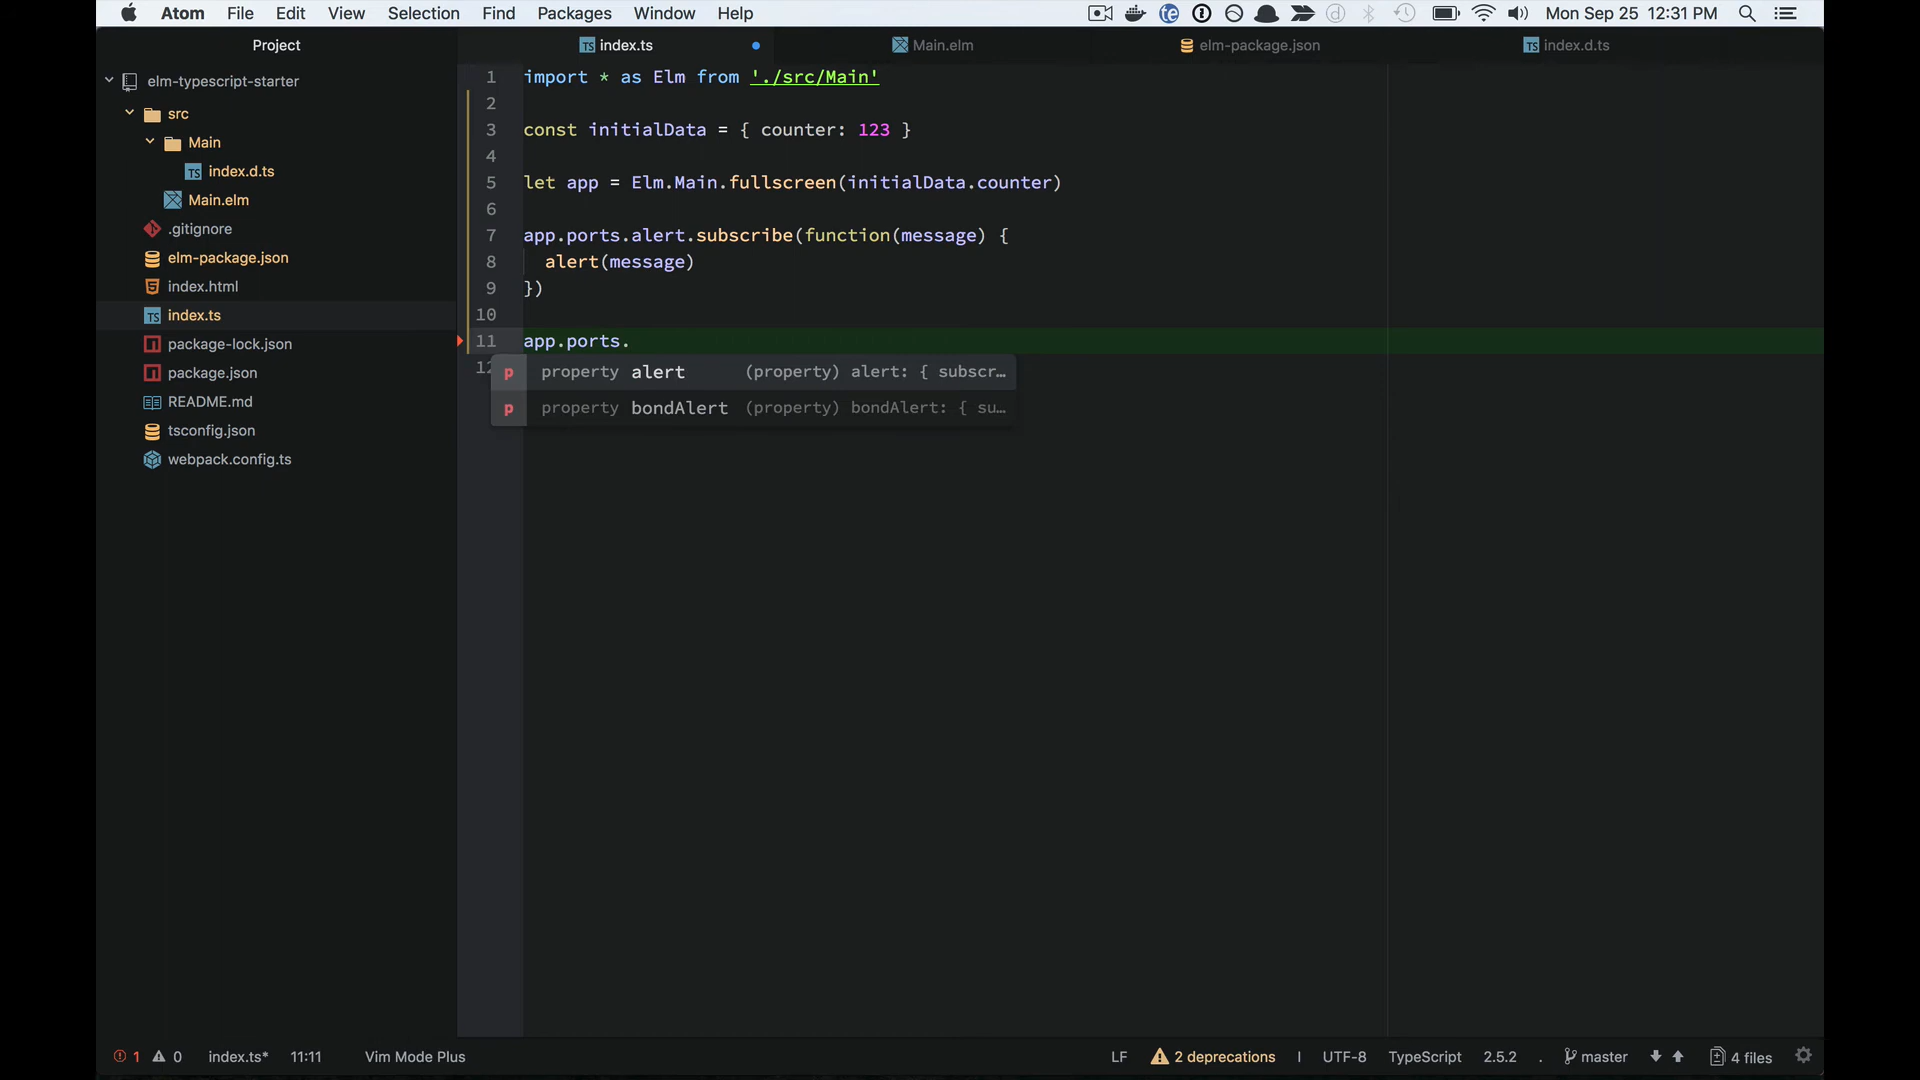 Atom File Edit View Selection Find Packages Window Help Mon Sep 25 12:31 PM
Project
index.ts Main.elm elm-package.json index.d.ts
elm-typescript-starter
src
Main
index.d.ts
Main.elm
.gitignore
elm-package.json
index.html
index.ts
package-lock.json
package.json
README.md
tsconfig.json
webpack.config.ts
1 import * as Elm from './src/Main'
2
3 const initialData = { counter: 123 }
4
5 let app = Elm.Main.fullscreen(initialData.counter)
6
7 app.ports.alert.subscribe(function(message) {
8 alert(message)
9 })
10
11 app.ports.
12
p property alert (property) alert: { subscr…
p property bondAlert (property) bondAlert: { su…
1 0 index.ts* 11:11 Vim Mode Plus LF 2 deprecations | UTF-8 TypeScript 2.5.2 . master 4 files